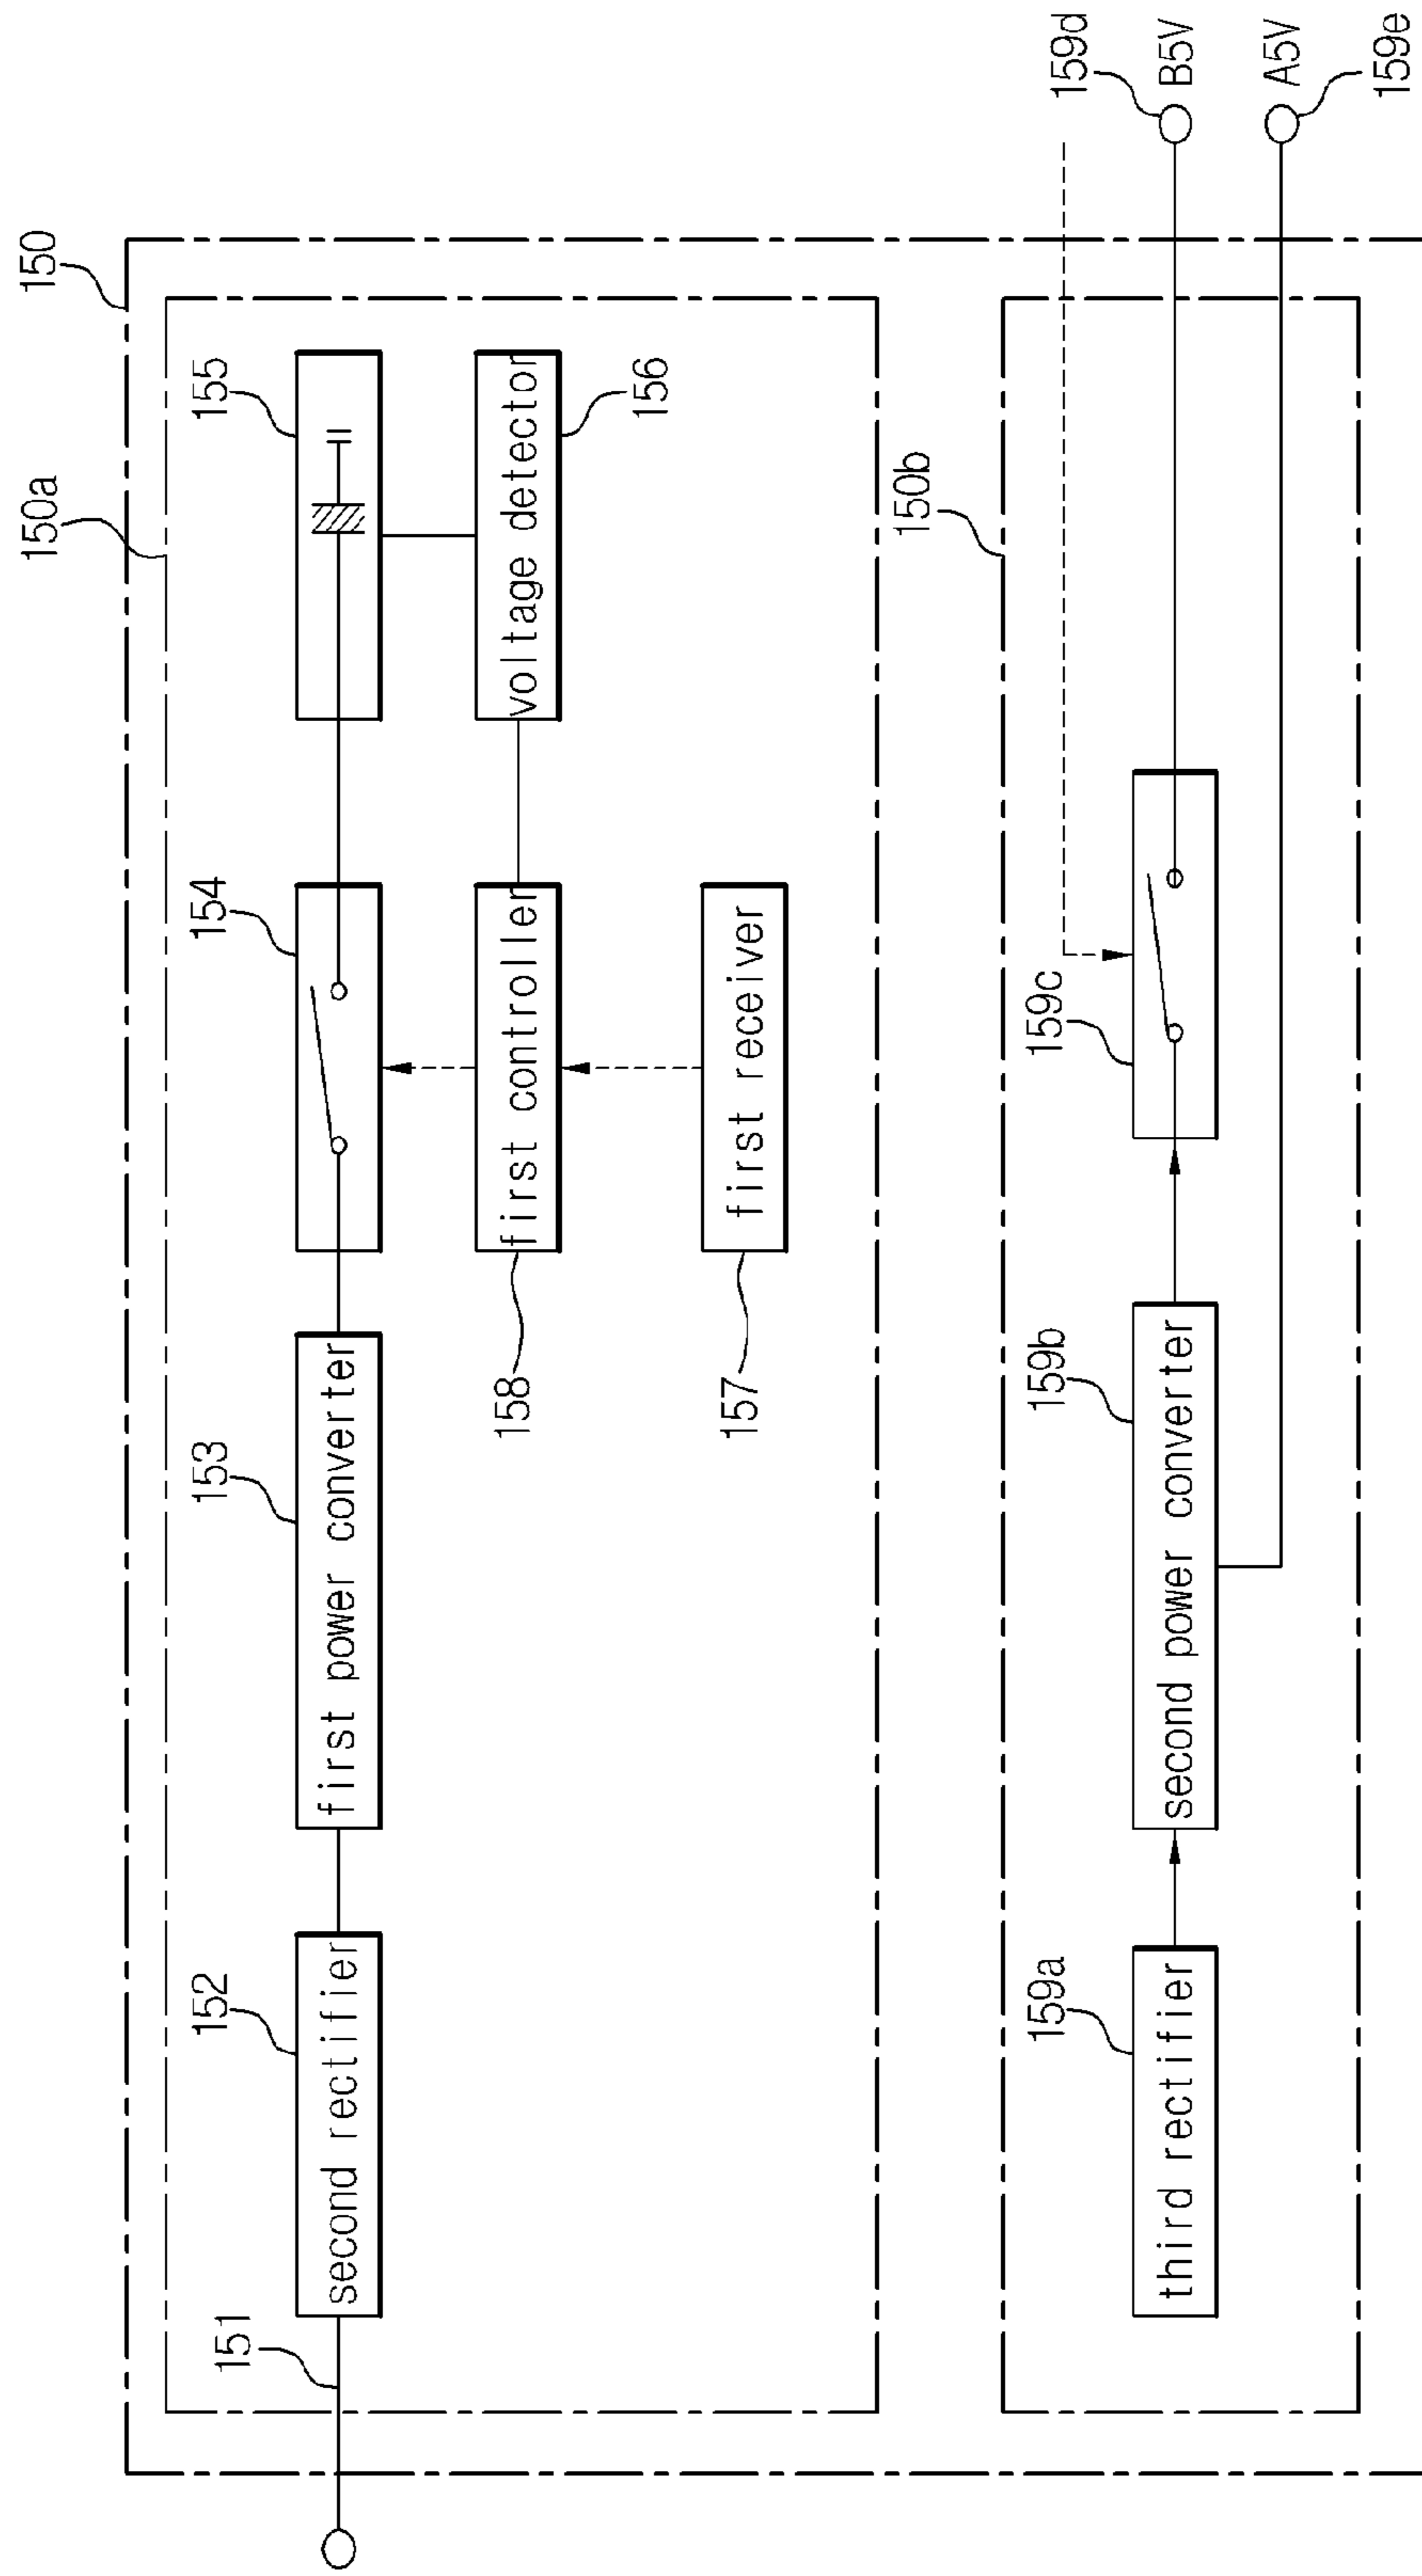 150
150a
151
152
second rectifier
153
first power converter
154
155
first controller
158
voltage detector
156
first receiver
157
150b
159a
third rectifier
159b
second power converter
159c
159d
B5V
A5V
159e